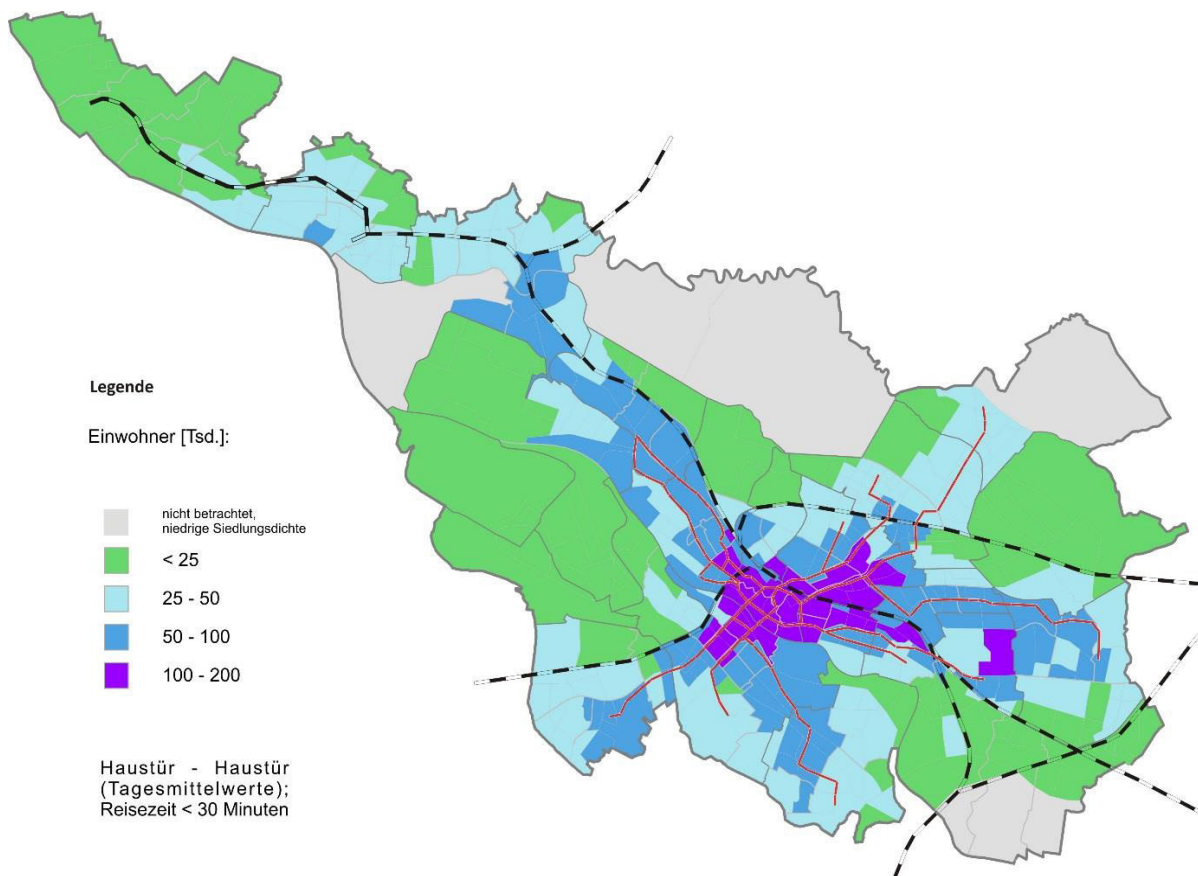 Legende
Einwohner [Tsd.]:
nicht betrachtet,
niedrige Siedlungsdichte
< 25
25 - 50
50 - 100
100 - 200
Haustür - Haustür
(Tagesmittelwerte);
Reisezeit < 30 Minuten